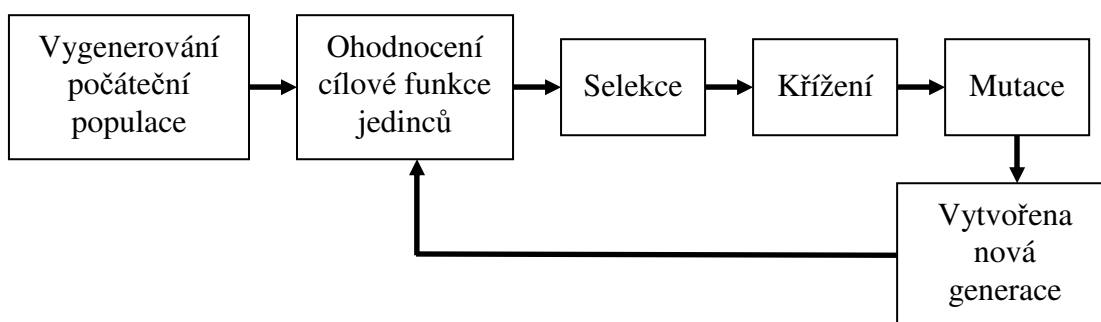 Vygenerování
počáteční
populace
Ohodnocení
cílové funkce
jedinců
Selekce
Křížení
Mutace
Vytvořena
nová
generace